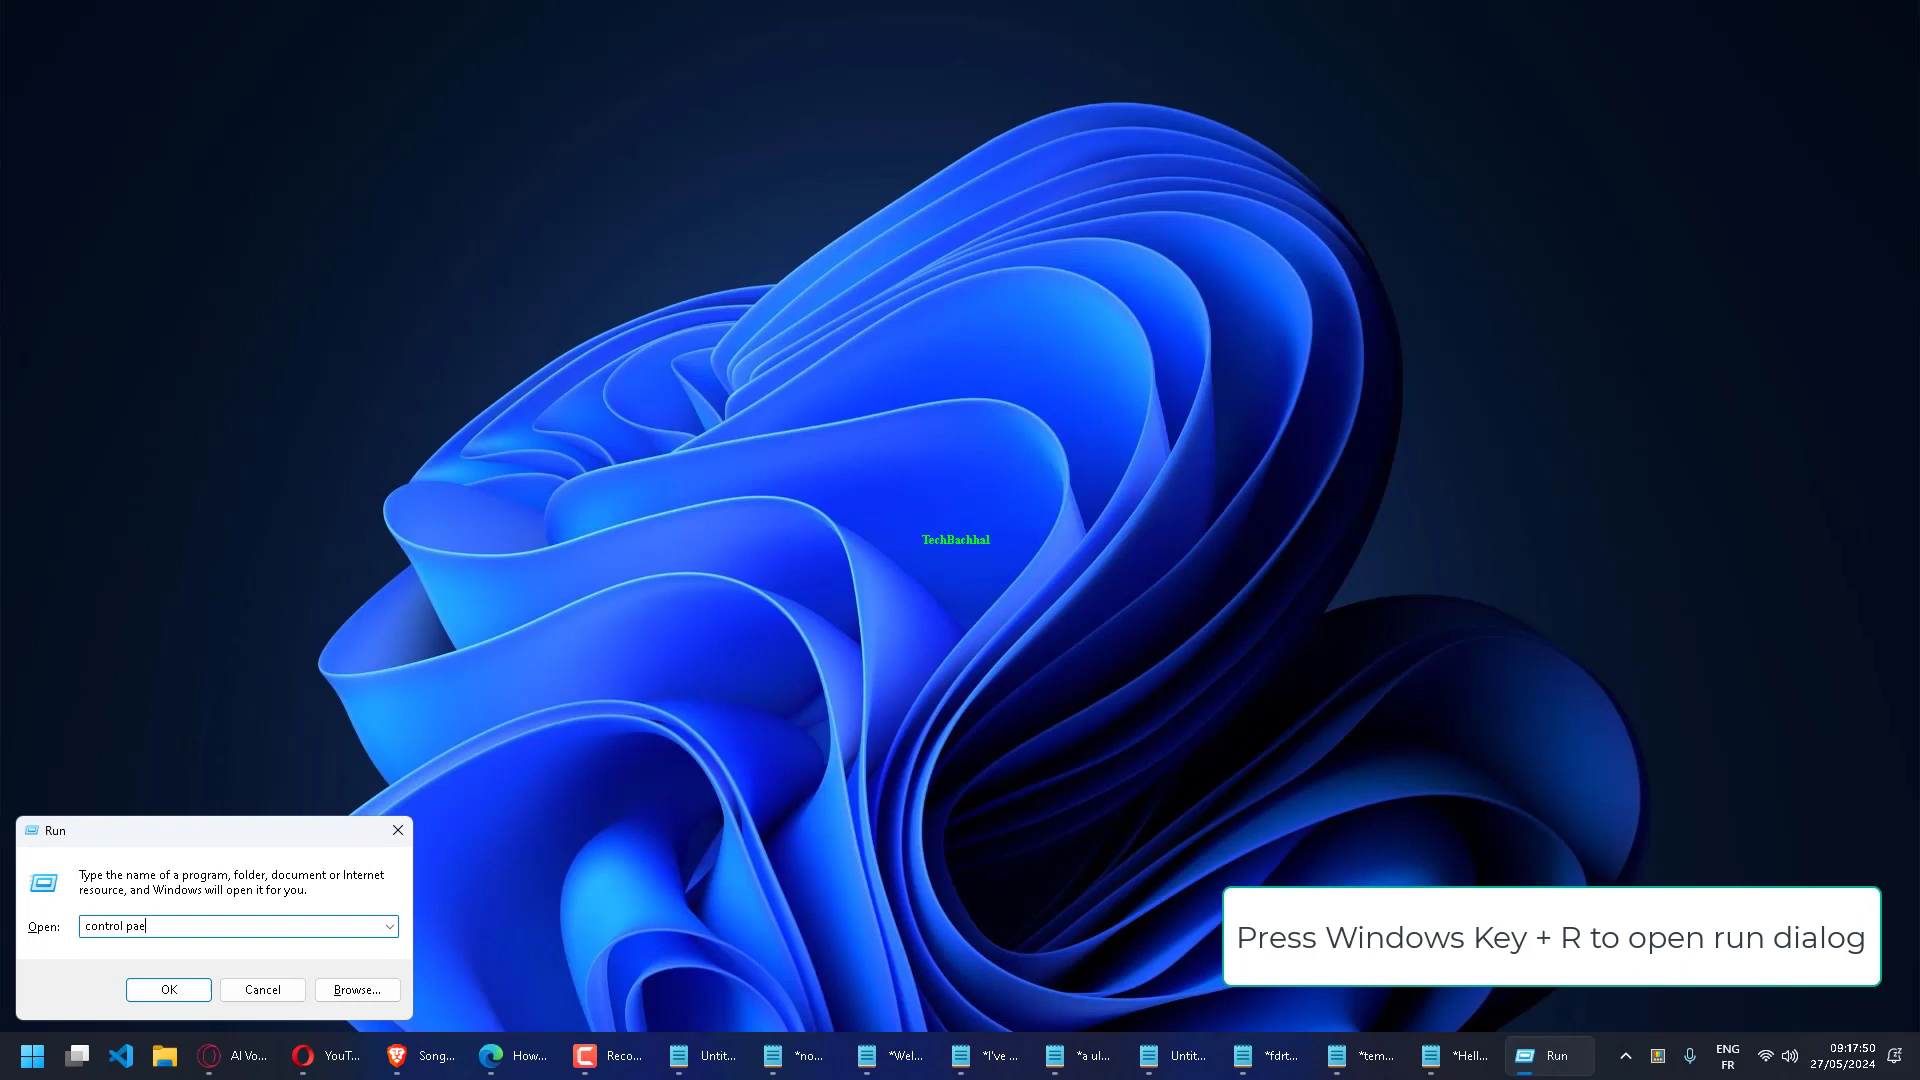 TechBachhal
Run
Type the name of a program, folder, document or Internet
resource, and Windows will open it for you.
Open:
control pae
OK
Cancel
Browse...
Press Windows Key + R to open run dialog
AI Vo...
YouT...
Song...
How...
Reco...
Untit...
*no...
*Wel...
*I've ...
*a ul...
Untit...
*fdrt...
*tem...
*Hell...
Run
ENG
FR
09:17:50
27/05/2024